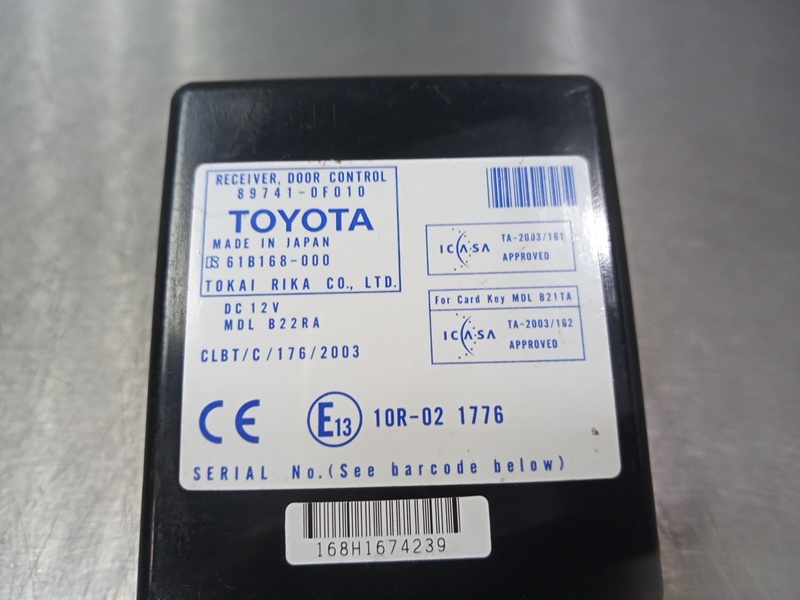 RECEIVER, DOOR CONTROL
89741-0F010
TOYOTA
MADE IN JAPAN
R 61B168-000
TOKAI RIKA CO., LTD.
DC 12V
MDL B22RA
CLBT/C/176/2003
ICASA TA-2003/161
APPROVED
For Card Key MDL B21TA
ICASA TA-2003/162
APPROVED
CE E13 10R-02 1776
SERIAL No.(See barcode below)
168H1674239